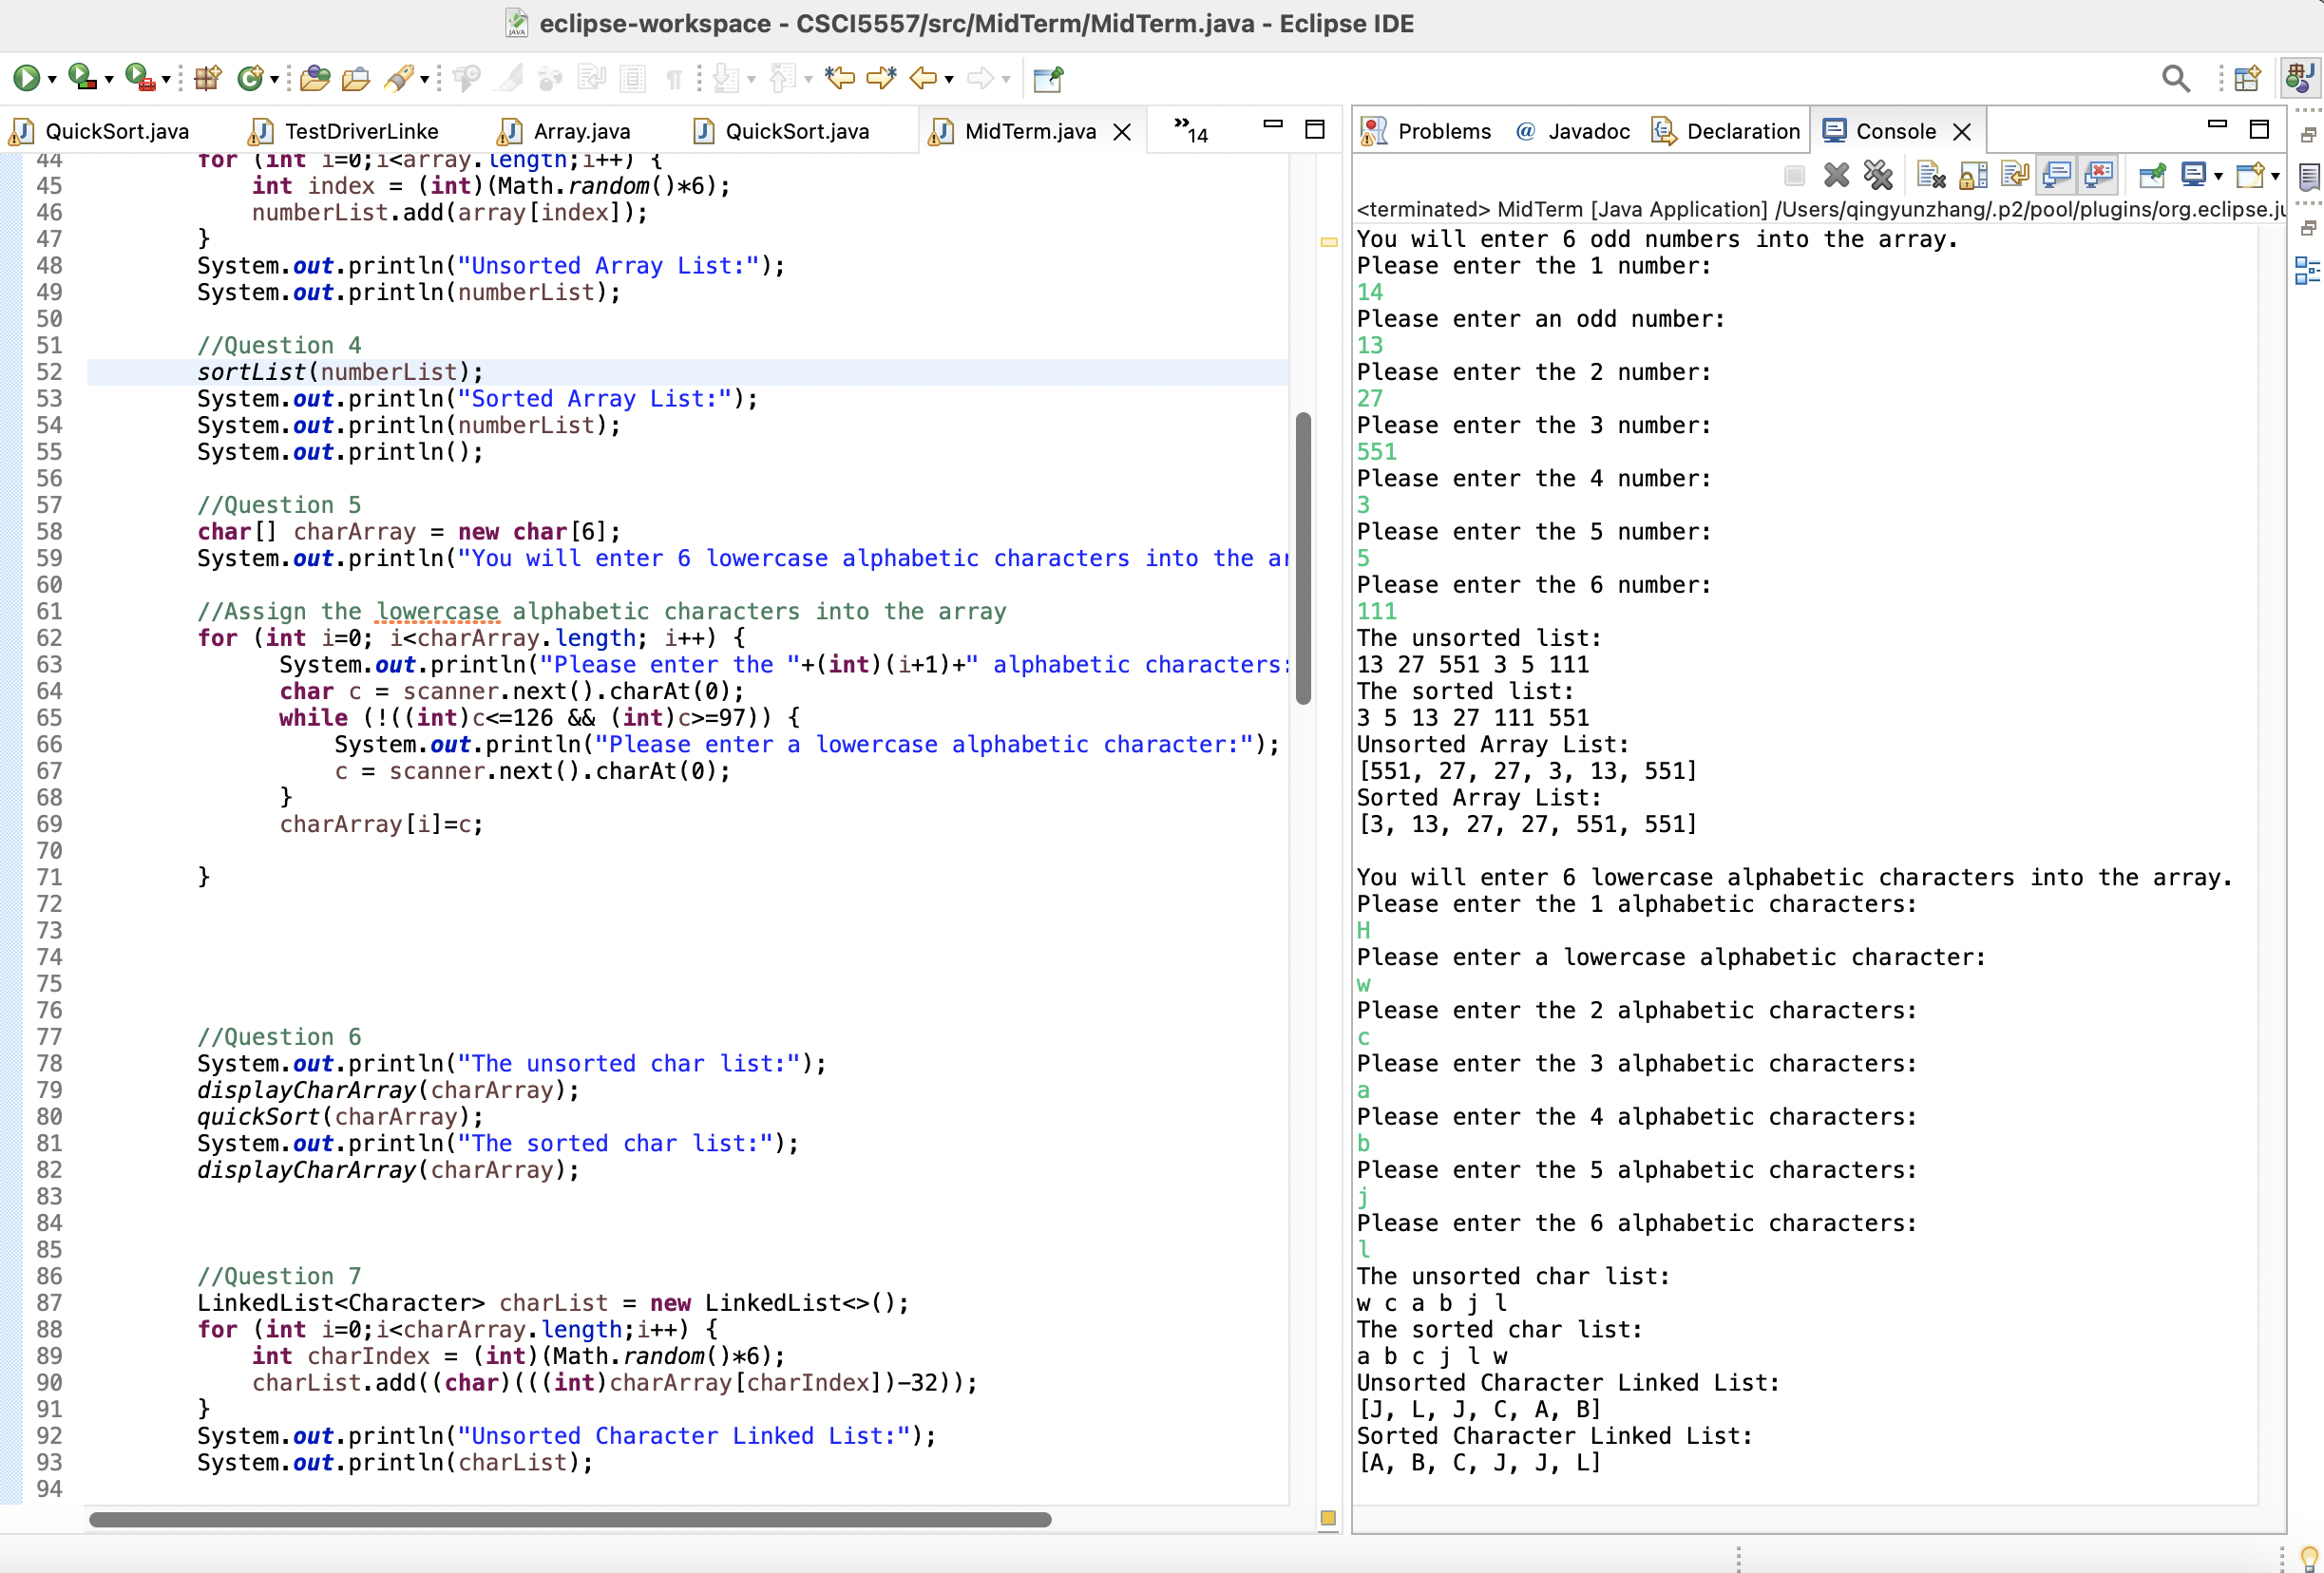 eclipse-workspace - CSCI5557/src/MidTerm/MidTerm.java - Eclipse IDE
QuickSort.java
TestDriverLinke
Array.java
QuickSort.java
MidTerm.java
»14
44 for (int i=0;i<array.length;i++) {
45 int index = (int)(Math.random()*6);
46 numberList.add(array[index]);
47 }
48 System.out.println("Unsorted Array List:");
49 System.out.println(numberList);
50
51 //Question 4
52 sortList(numberList);
53 System.out.println("Sorted Array List:");
54 System.out.println(numberList);
55 System.out.println();
56
57 //Question 5
58 char[] charArray = new char[6];
59 System.out.println("You will enter 6 lowercase alphabetic characters into the ar
60
61 //Assign the lowercase alphabetic characters into the array
62 for (int i=0; i<charArray.length; i++) {
63 System.out.println("Please enter the "+(int)(i+1)+" alphabetic characters:
64 char c = scanner.next().charAt(0);
65 while (!((int)c<=126 && (int)c>=97)) {
66 System.out.println("Please enter a lowercase alphabetic character:");
67 c = scanner.next().charAt(0);
68 }
69 charArray[i]=c;
70
71 }
72
73
74
75
76
77 //Question 6
78 System.out.println("The unsorted char list:");
79 displayCharArray(charArray);
80 quickSort(charArray);
81 System.out.println("The sorted char list:");
82 displayCharArray(charArray);
83
84
85
86 //Question 7
87 LinkedList<Character> charList = new LinkedList<>();
88 for (int i=0;i<charArray.length;i++) {
89 int charIndex = (int)(Math.random()*6);
90 charList.add((char)(((int)charArray[charIndex])-32));
91 }
92 System.out.println("Unsorted Character Linked List:");
93 System.out.println(charList);
94
Problems
@ Javadoc
Declaration
Console
<terminated> MidTerm [Java Application] /Users/qingyunzhang/.p2/pool/plugins/org.eclipse.ju
You will enter 6 odd numbers into the array.
Please enter the 1 number:
14
Please enter an odd number:
13
Please enter the 2 number:
27
Please enter the 3 number:
551
Please enter the 4 number:
3
Please enter the 5 number:
5
Please enter the 6 number:
111
The unsorted list:
13 27 551 3 5 111
The sorted list:
3 5 13 27 111 551
Unsorted Array List:
[551, 27, 27, 3, 13, 551]
Sorted Array List:
[3, 13, 27, 27, 551, 551]

You will enter 6 lowercase alphabetic characters into the array.
Please enter the 1 alphabetic characters:
H
Please enter a lowercase alphabetic character:
w
Please enter the 2 alphabetic characters:
c
Please enter the 3 alphabetic characters:
a
Please enter the 4 alphabetic characters:
b
Please enter the 5 alphabetic characters:
j
Please enter the 6 alphabetic characters:
l
The unsorted char list:
w c a b j l
The sorted char list:
a b c j l w
Unsorted Character Linked List:
[J, L, J, C, A, B]
Sorted Character Linked List:
[A, B, C, J, J, L]